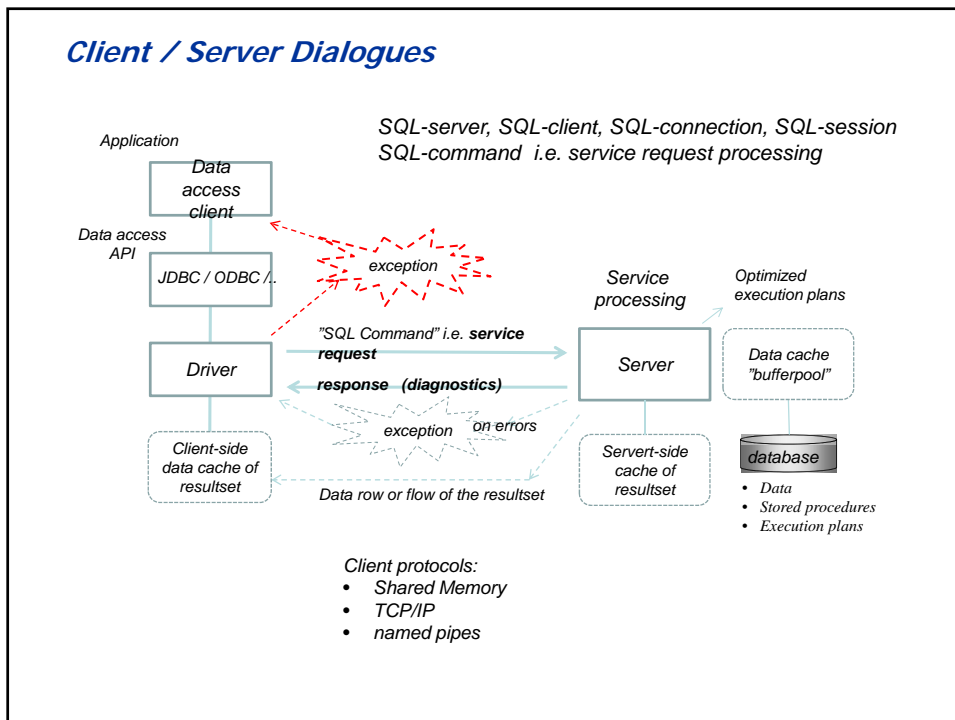 Client / Server Dialogues
SQL-server, SQL-client, SQL-connection, SQL-session
SQL-command i.e. service request processing
Application
Data
access
client
Data access
API
JDBC / ODBC /..
exception
Service
processing
Optimized
execution plans
"SQL Command" i.e. service
request
Driver
Server
Data cache
"bufferpool"
response (diagnostics)
exception
on errors
Client-side
data cache of
resultset
Servert-side
cache of
resultset
database
Data row or flow of the resultset
• Data
• Stored procedures
• Execution plans
Client protocols:
• Shared Memory
• TCP/IP
• named pipes